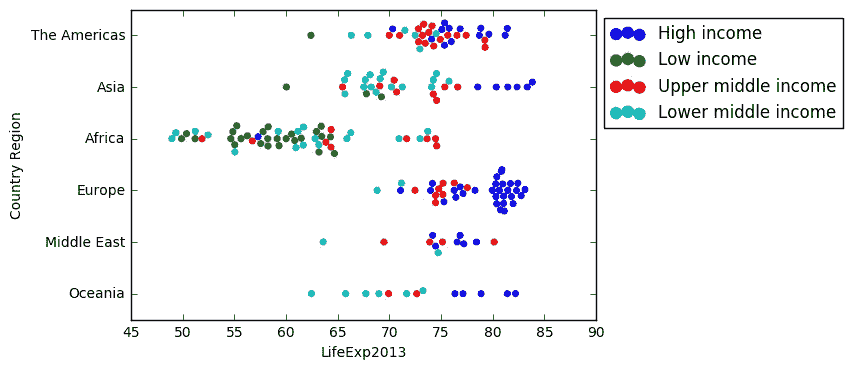 The Americas
Asia
Africa
Europe
Middle East
Oceania
Country Region
45 50 55 60 65 70 75 80 85 90
LifeExp2013
High income
Low income
Upper middle income
Lower middle income